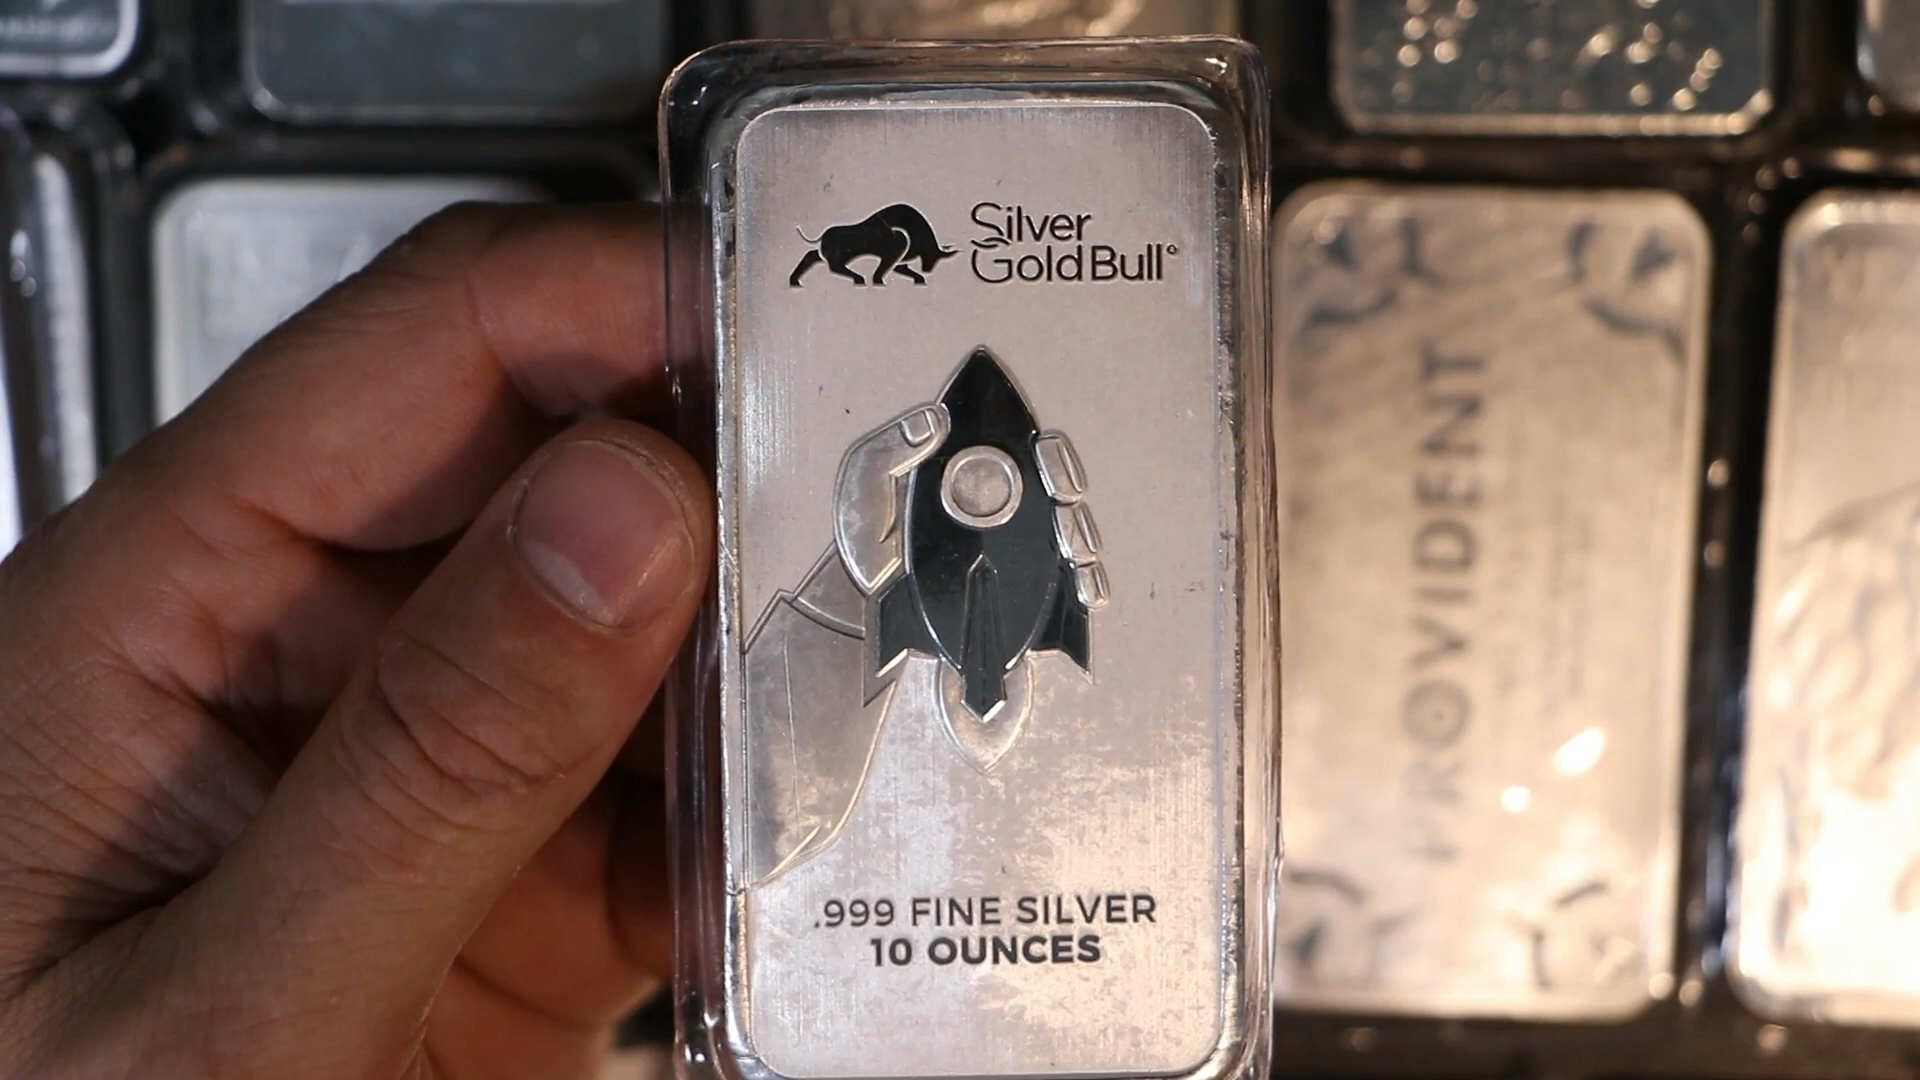 Silver
Gold Bull
.999 FINE SILVER
10 OUNCES
PROVIDENT